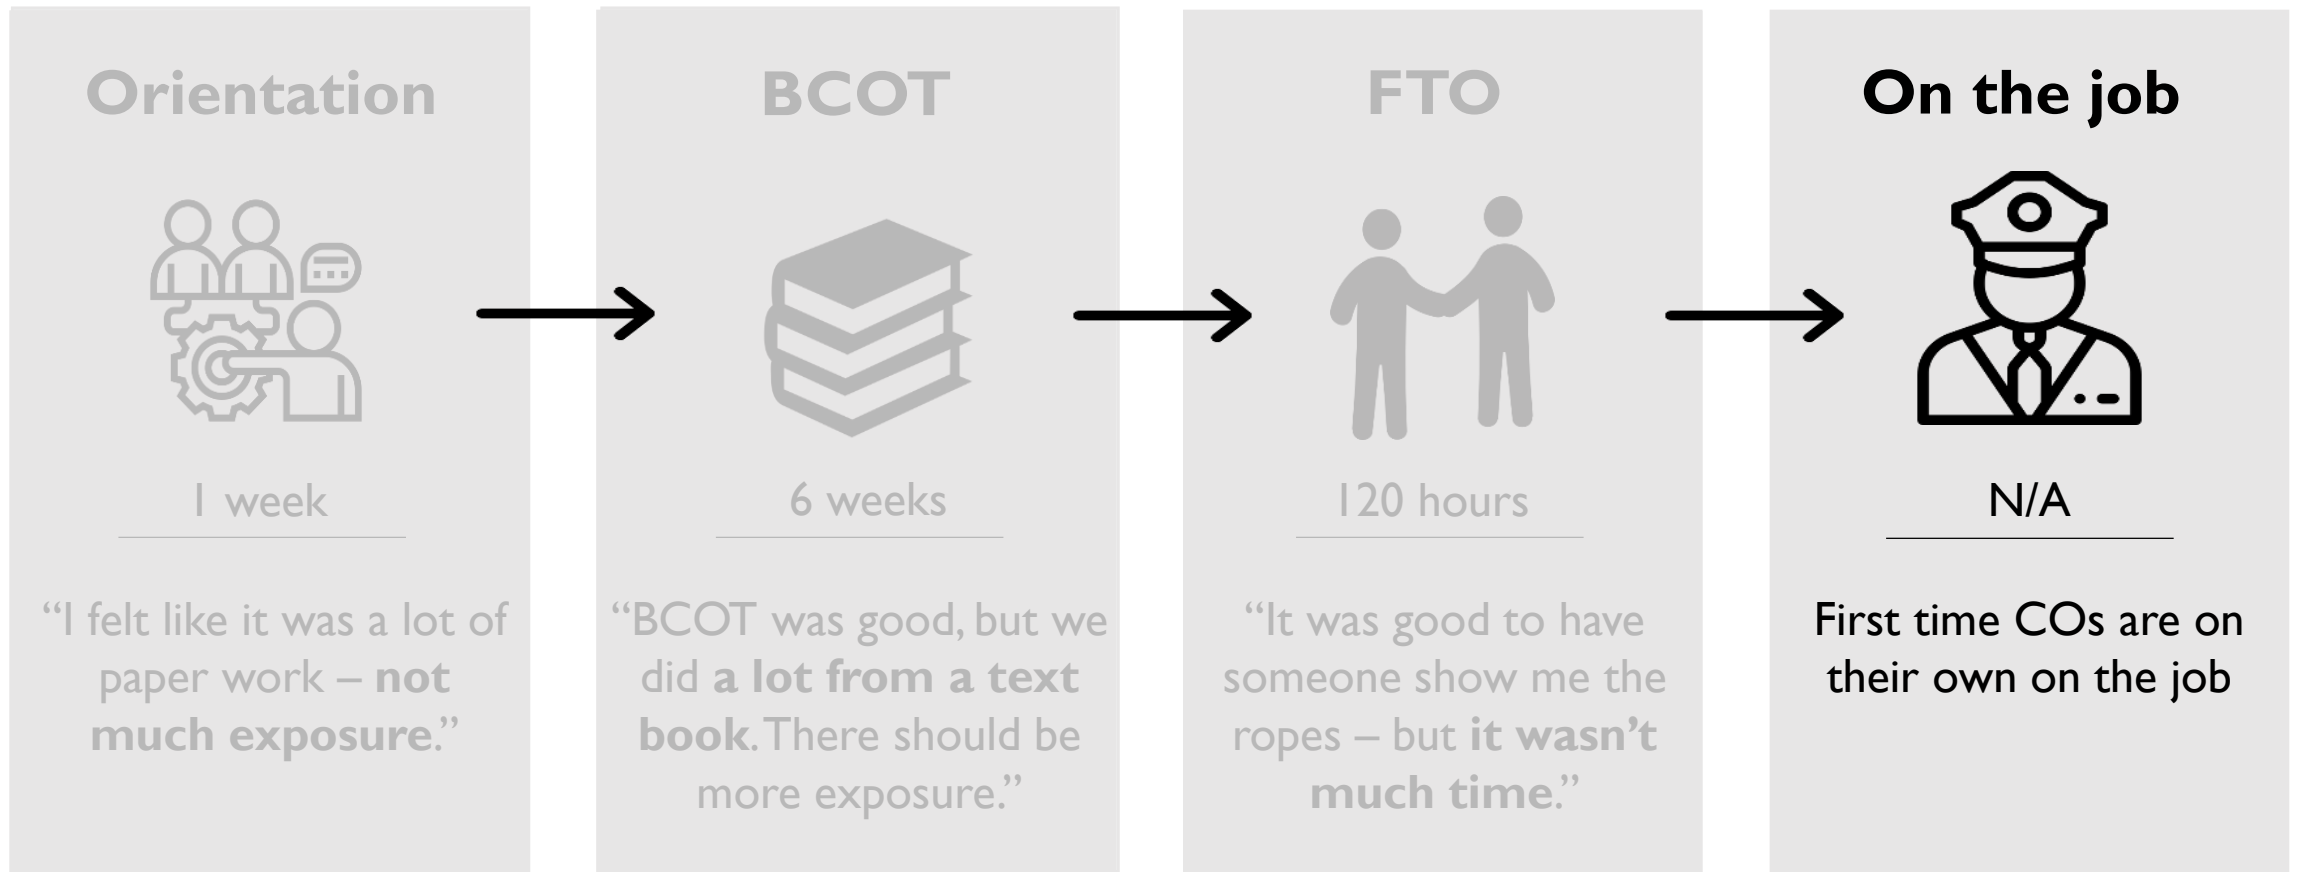 Orientation
1 week
“I felt like it was a lot of
paper work – not
much exposure.”
BCOT
6 weeks
“BCOT was good, but we
did a lot from a text
book. There should be
more exposure.”
FTO
120 hours
“It was good to have
someone show me the
ropes – but it wasn’t
much time.”
On the job
N/A
First time COs are on
their own on the job